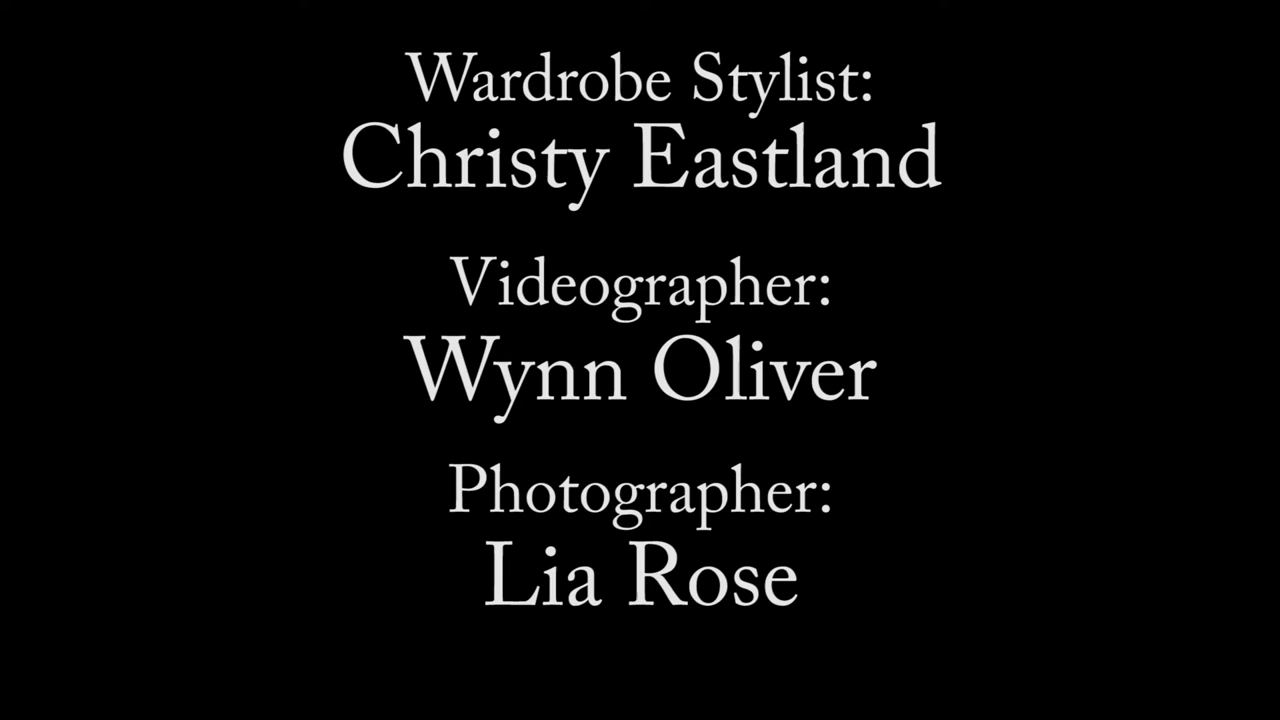 Wardrobe Stylist:
Christy Eastland
Videographer:
Wynn Oliver
Photographer:
Lia Rose